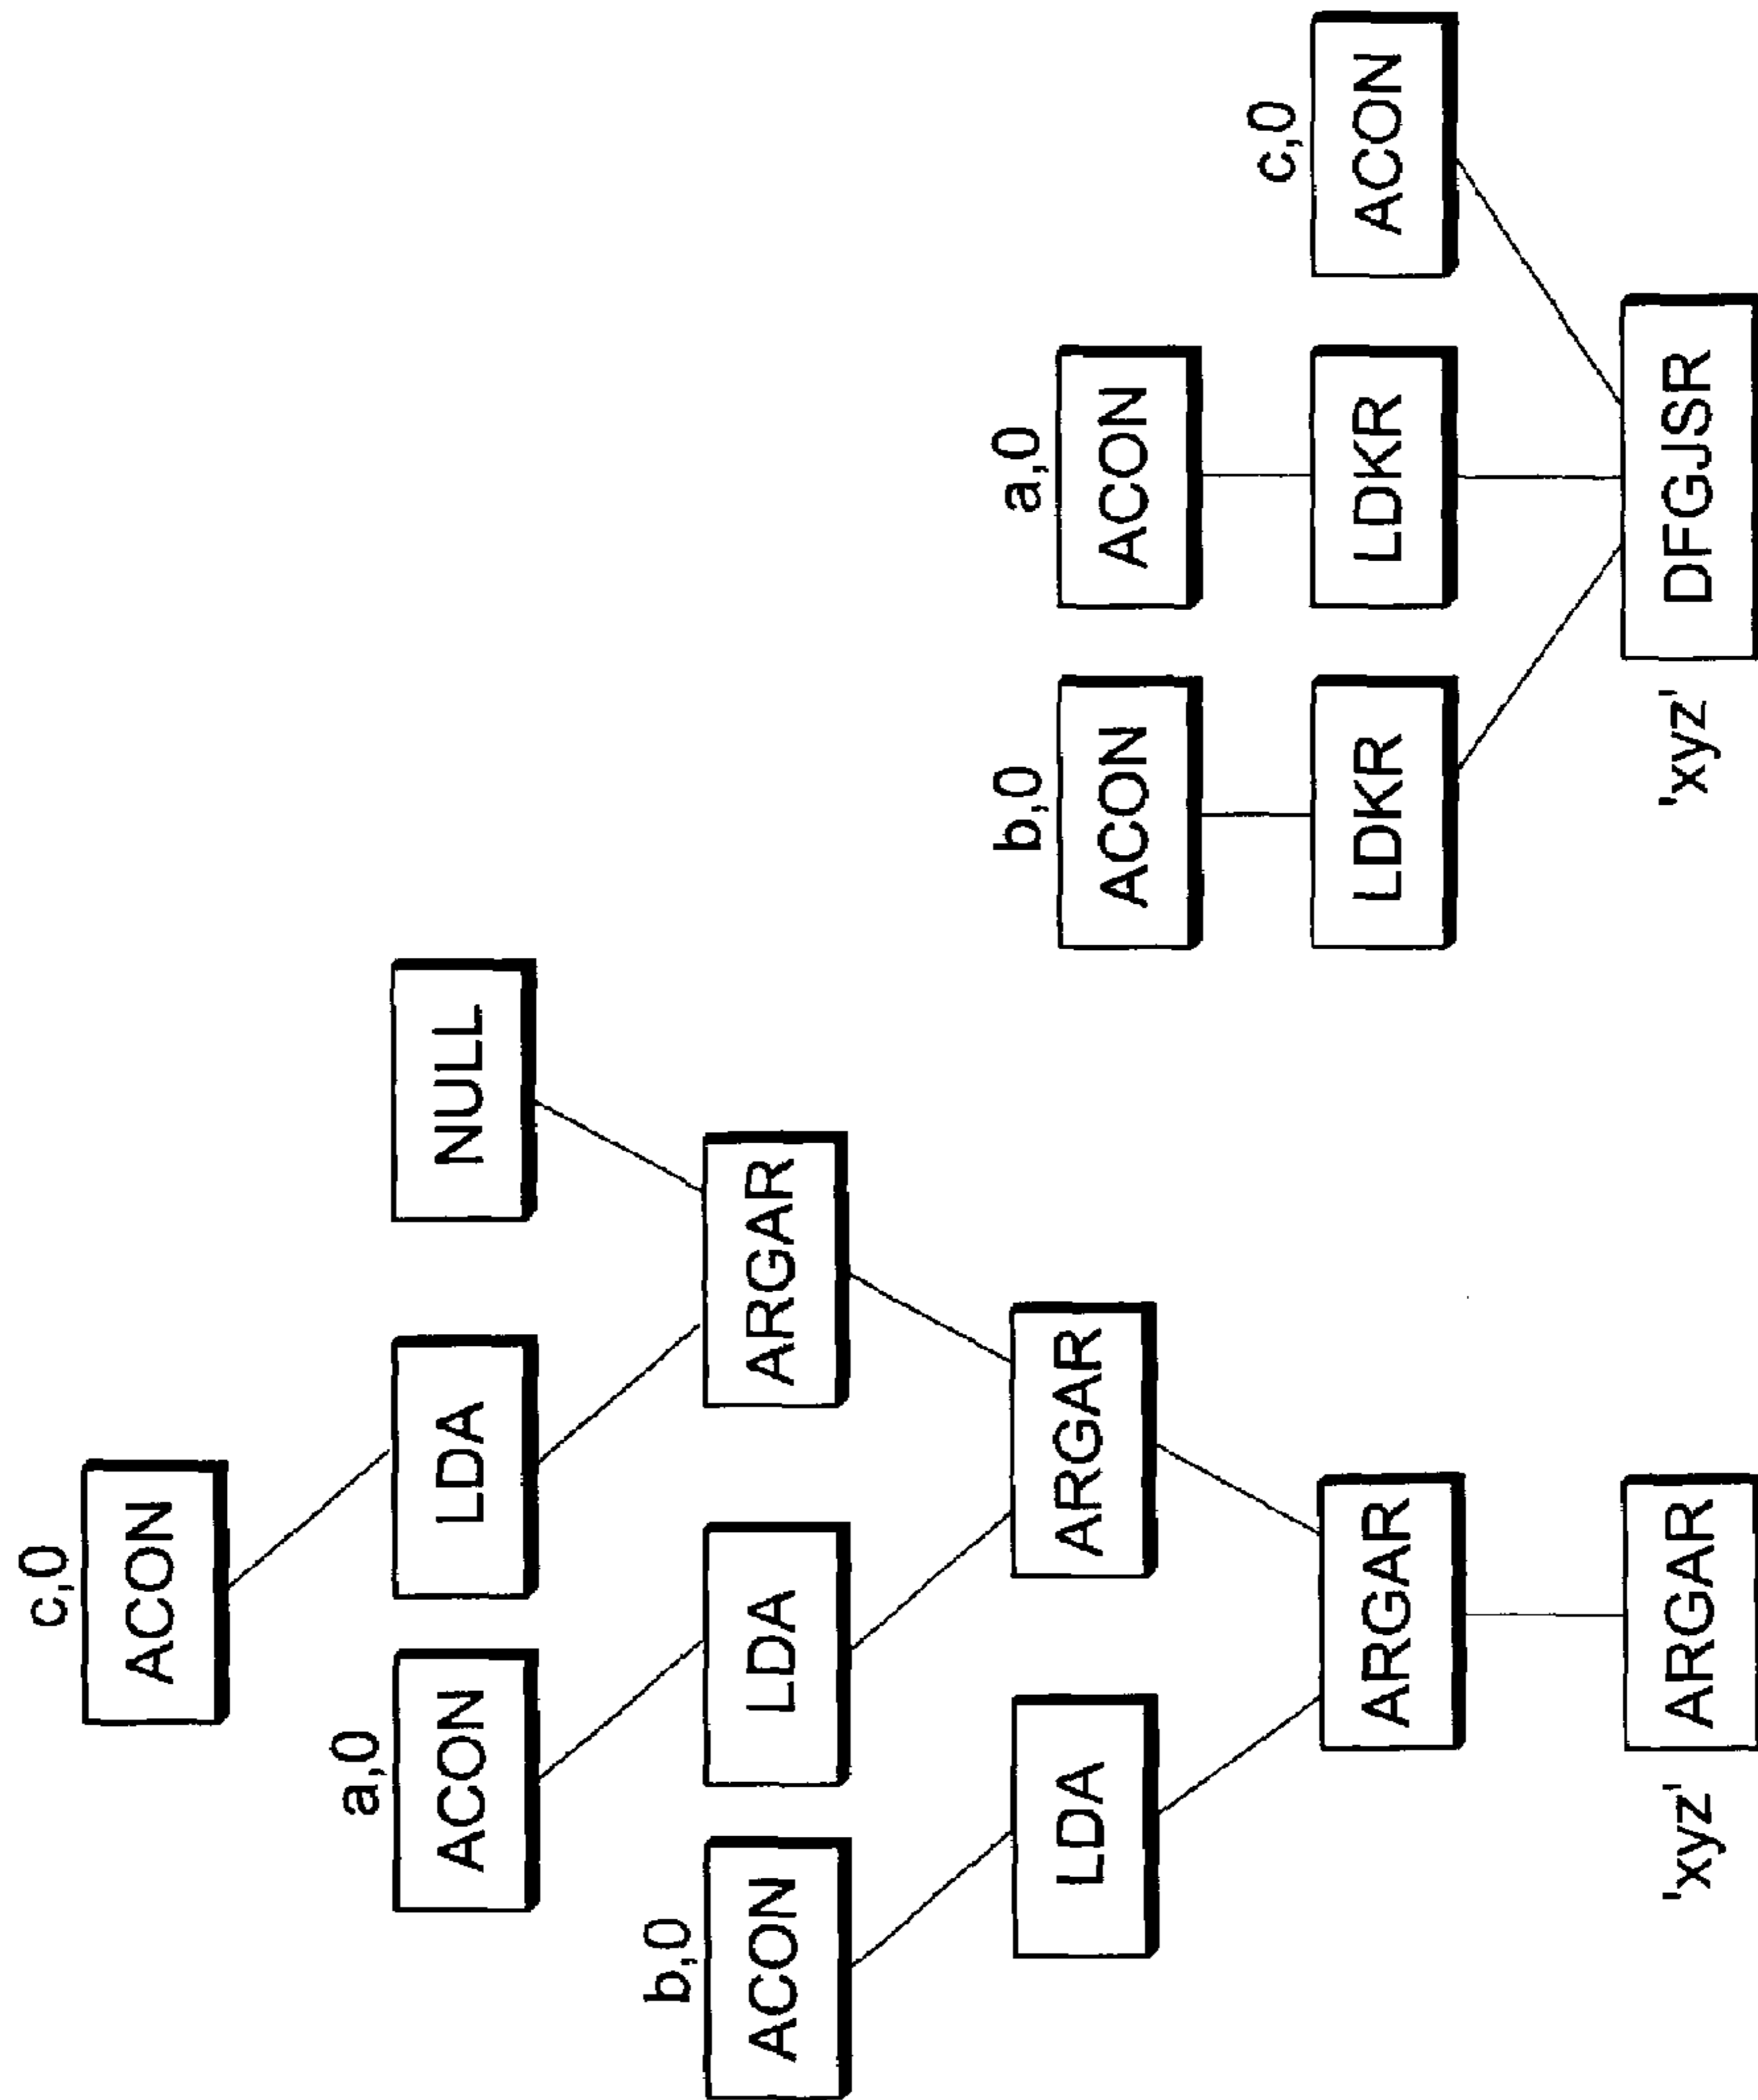 c,0
ACON
a,0
ACON
LDA
NULL
b,0
ACON
LDA
ARGAR
LDA
ARGAR
ARGAR
'xyz'
ARGAR
b,0
a,0
ACON
ACON
c,0
LDKR
LDKR
ACON
'xyz'
DFGJSR